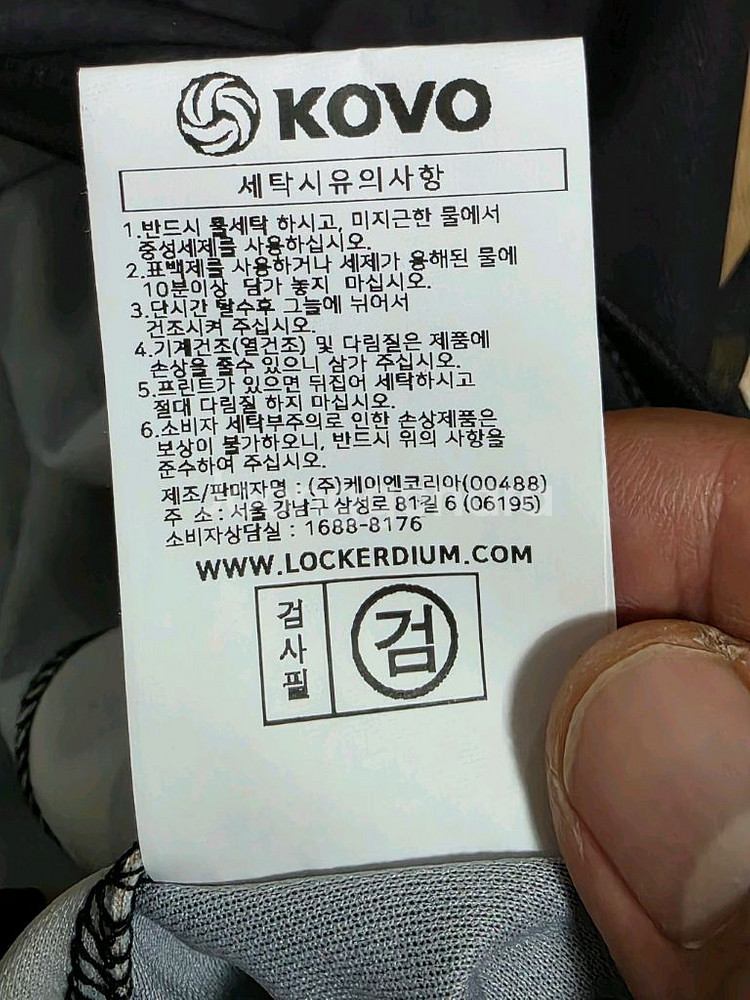 KOVO
세탁시유의사항
1.반드시 물세탁 하시고, 미지근한 물에서
중성세제를 사용하십시오.
2.표백제를 사용하거나 세제가 용해된 물에
10분이상 담가 놓지 마십시오.
3.단시간 탈수후 그늘에 뉘어서
건조시켜 주십시오.
4.기계건조(열건조) 및 다림질은 제품에
손상을 줄수 있으니 삼가 주십시오.
5.프린트가 있으면 뒤집어 세탁하시고
절대 다림질 하지 마십시오.
6.소비자 세탁부주의로 인한 손상제품은
보상이 불가하오니, 반드시 위의 사항을
준수하여 주십시오.
제조/판매자명 : (주)케이엔코리아(00488)
주 소 : 서울 강남구 삼성로 81길 6 (06195)
소비자상담실 : 1688-8176
WWW.LOCKERDIUM.COM
검사필
검